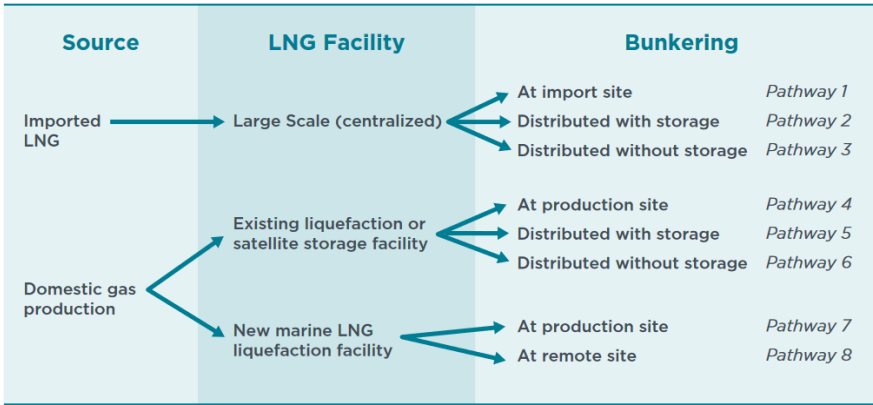 Source
LNG Facility
Bunkering
Imported
LNG
Large Scale (centralized)
At import site
Pathway 1
Distributed with storage
Pathway 2
Distributed without storage
Pathway 3
Domestic gas
production
Existing liquefaction or
satellite storage facility
At production site
Pathway 4
Distributed with storage
Pathway 5
Distributed without storage
Pathway 6
New marine LNG
liquefaction facility
At production site
Pathway 7
At remote site
Pathway 8